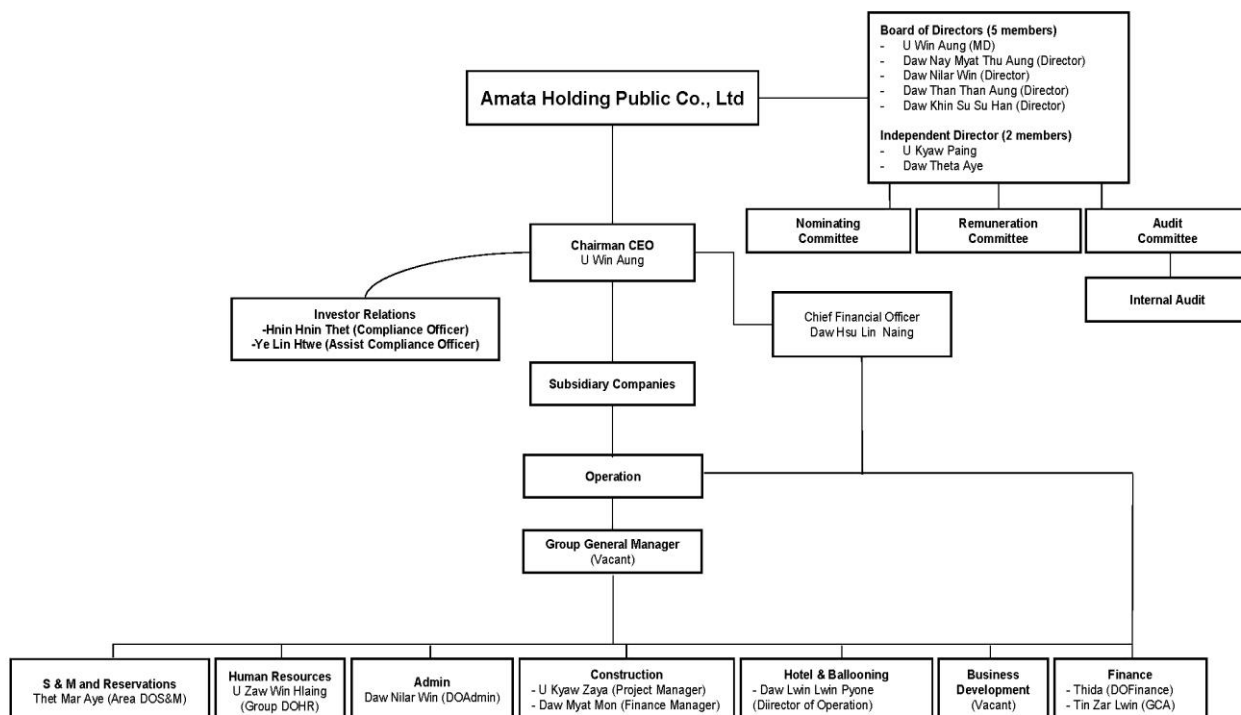 Board of Directors (5 members)
- U Win Aung (MD)
- Daw Nay Myat Thu Aung (Director)
- Daw Nilar Win (Director)
- Daw Than Than Aung (Director)
- Daw Khin Su Su Han (Director)
Independent Director (2 members)
- U Kyaw Paing
- Daw Theta Aye
Amata Holding Public Co., Ltd
Nominating
Committee
Remuneration
Committee
Audit
Committee
Internal Audit
Chairman CEO
U Win Aung
Investor Relations
-Hnin Hnin Thet (Compliance Officer)
-Ye Lin Htwe (Assist Compliance Officer)
Chief Financial Officer
Daw Hsu Lin Naing
Subsidiary Companies
Operation
Group General Manager
(Vacant)
S & M and Reservations
Thet Mar Aye (Area DOS&M)
Human Resources
U Zaw Win Hlaing
(Group DOHR)
Admin
Daw Nilar Win (DOAdmin)
Construction
- U Kyaw Zaya (Project Manager)
- Daw Myat Mon (Finance Manager)
Hotel & Ballooning
- Daw Lwin Lwin Pyone
(Diirector of Operation)
Business
Development
(Vacant)
Finance
- Thida (DOFinance)
- Tin Zar Lwin (GCA)